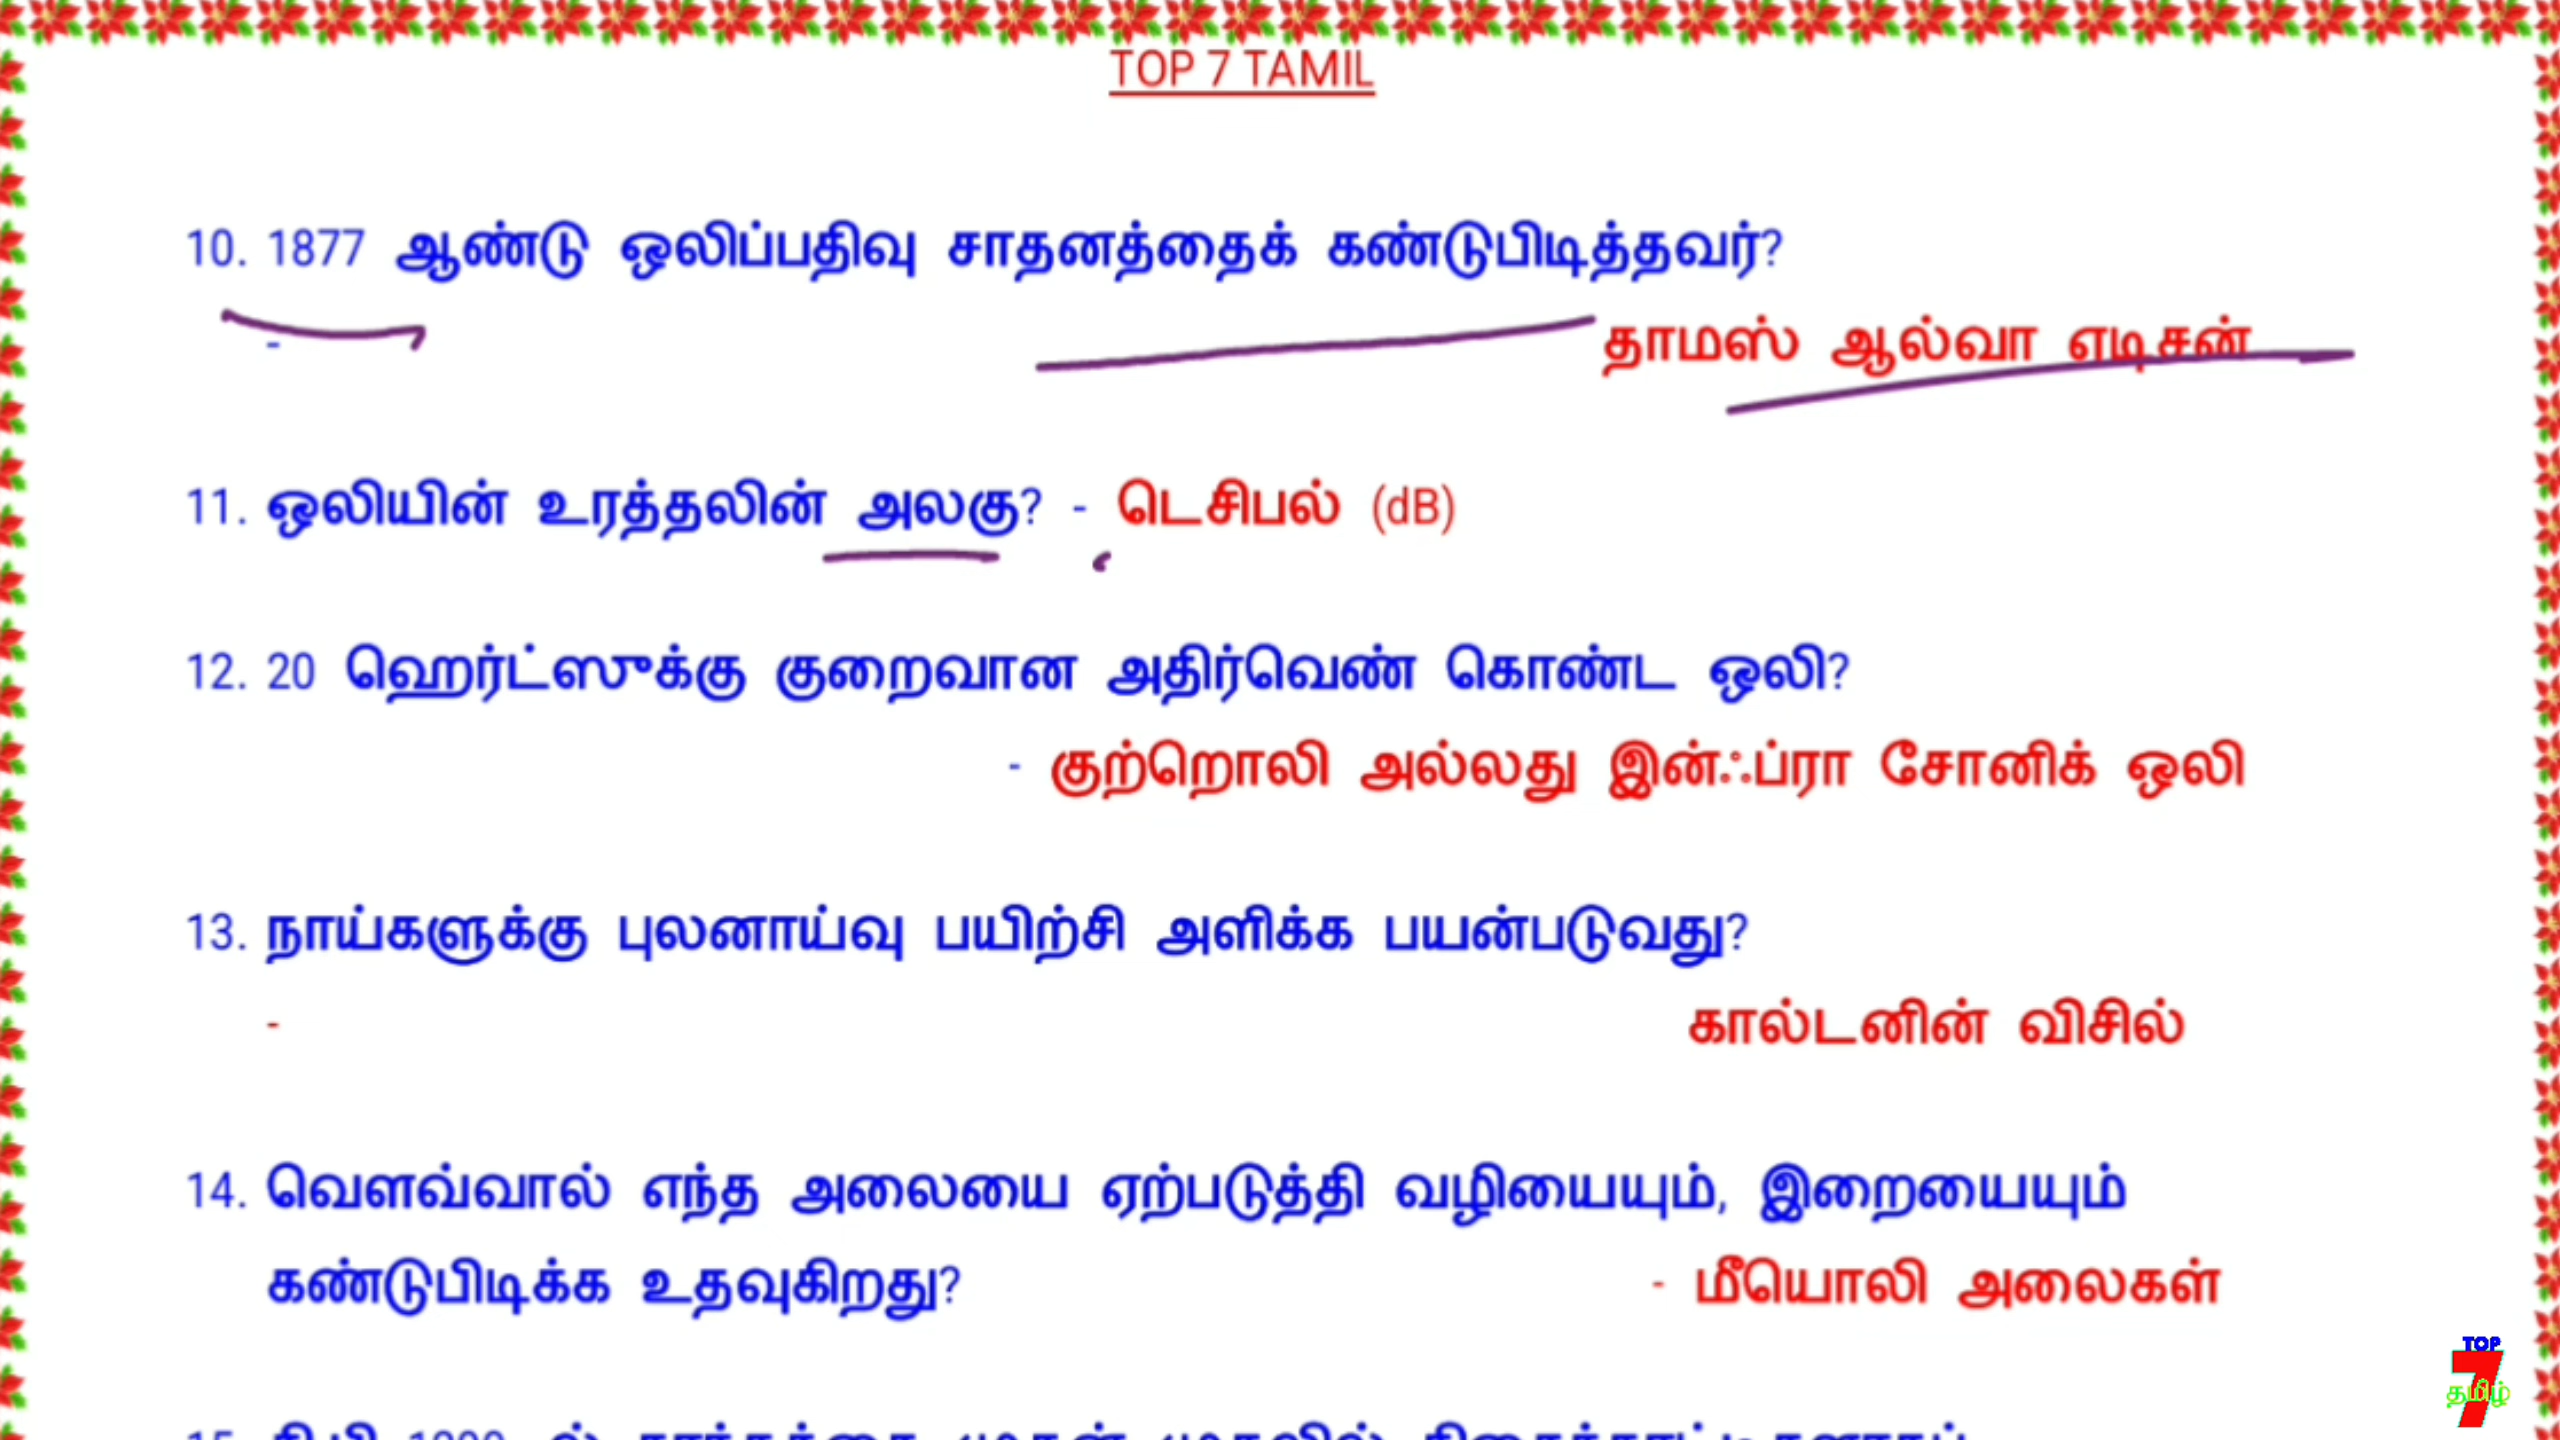 TOP 7 TAMIL
10. 1877 ஆண்டு ஒலிப்பதிவு சாதனத்தைக் கண்டுபிடித்தவர்?
- தாமஸ் ஆல்வா எடிசன்
11. ஒலியின் உரத்தலின் அலகு? - டெசிபல் (dB)
12. 20 ஹெர்ட்ஸுக்கு குறைவான அதிர்வெண் கொண்ட ஒலி?
- குற்றொலி அல்லது இன்ஃப்ரா சோனிக் ஒலி
13. நாய்களுக்கு புலனாய்வு பயிற்சி அளிக்க பயன்படுவது?
- கால்டனின் விசில்
14. வௌவ்வால் எந்த அலையை ஏற்படுத்தி வழியையும், இறையையும்
கண்டுபிடிக்க உதவுகிறது? - மீயொலி அலைகள்
TOP
7
தமிழ்